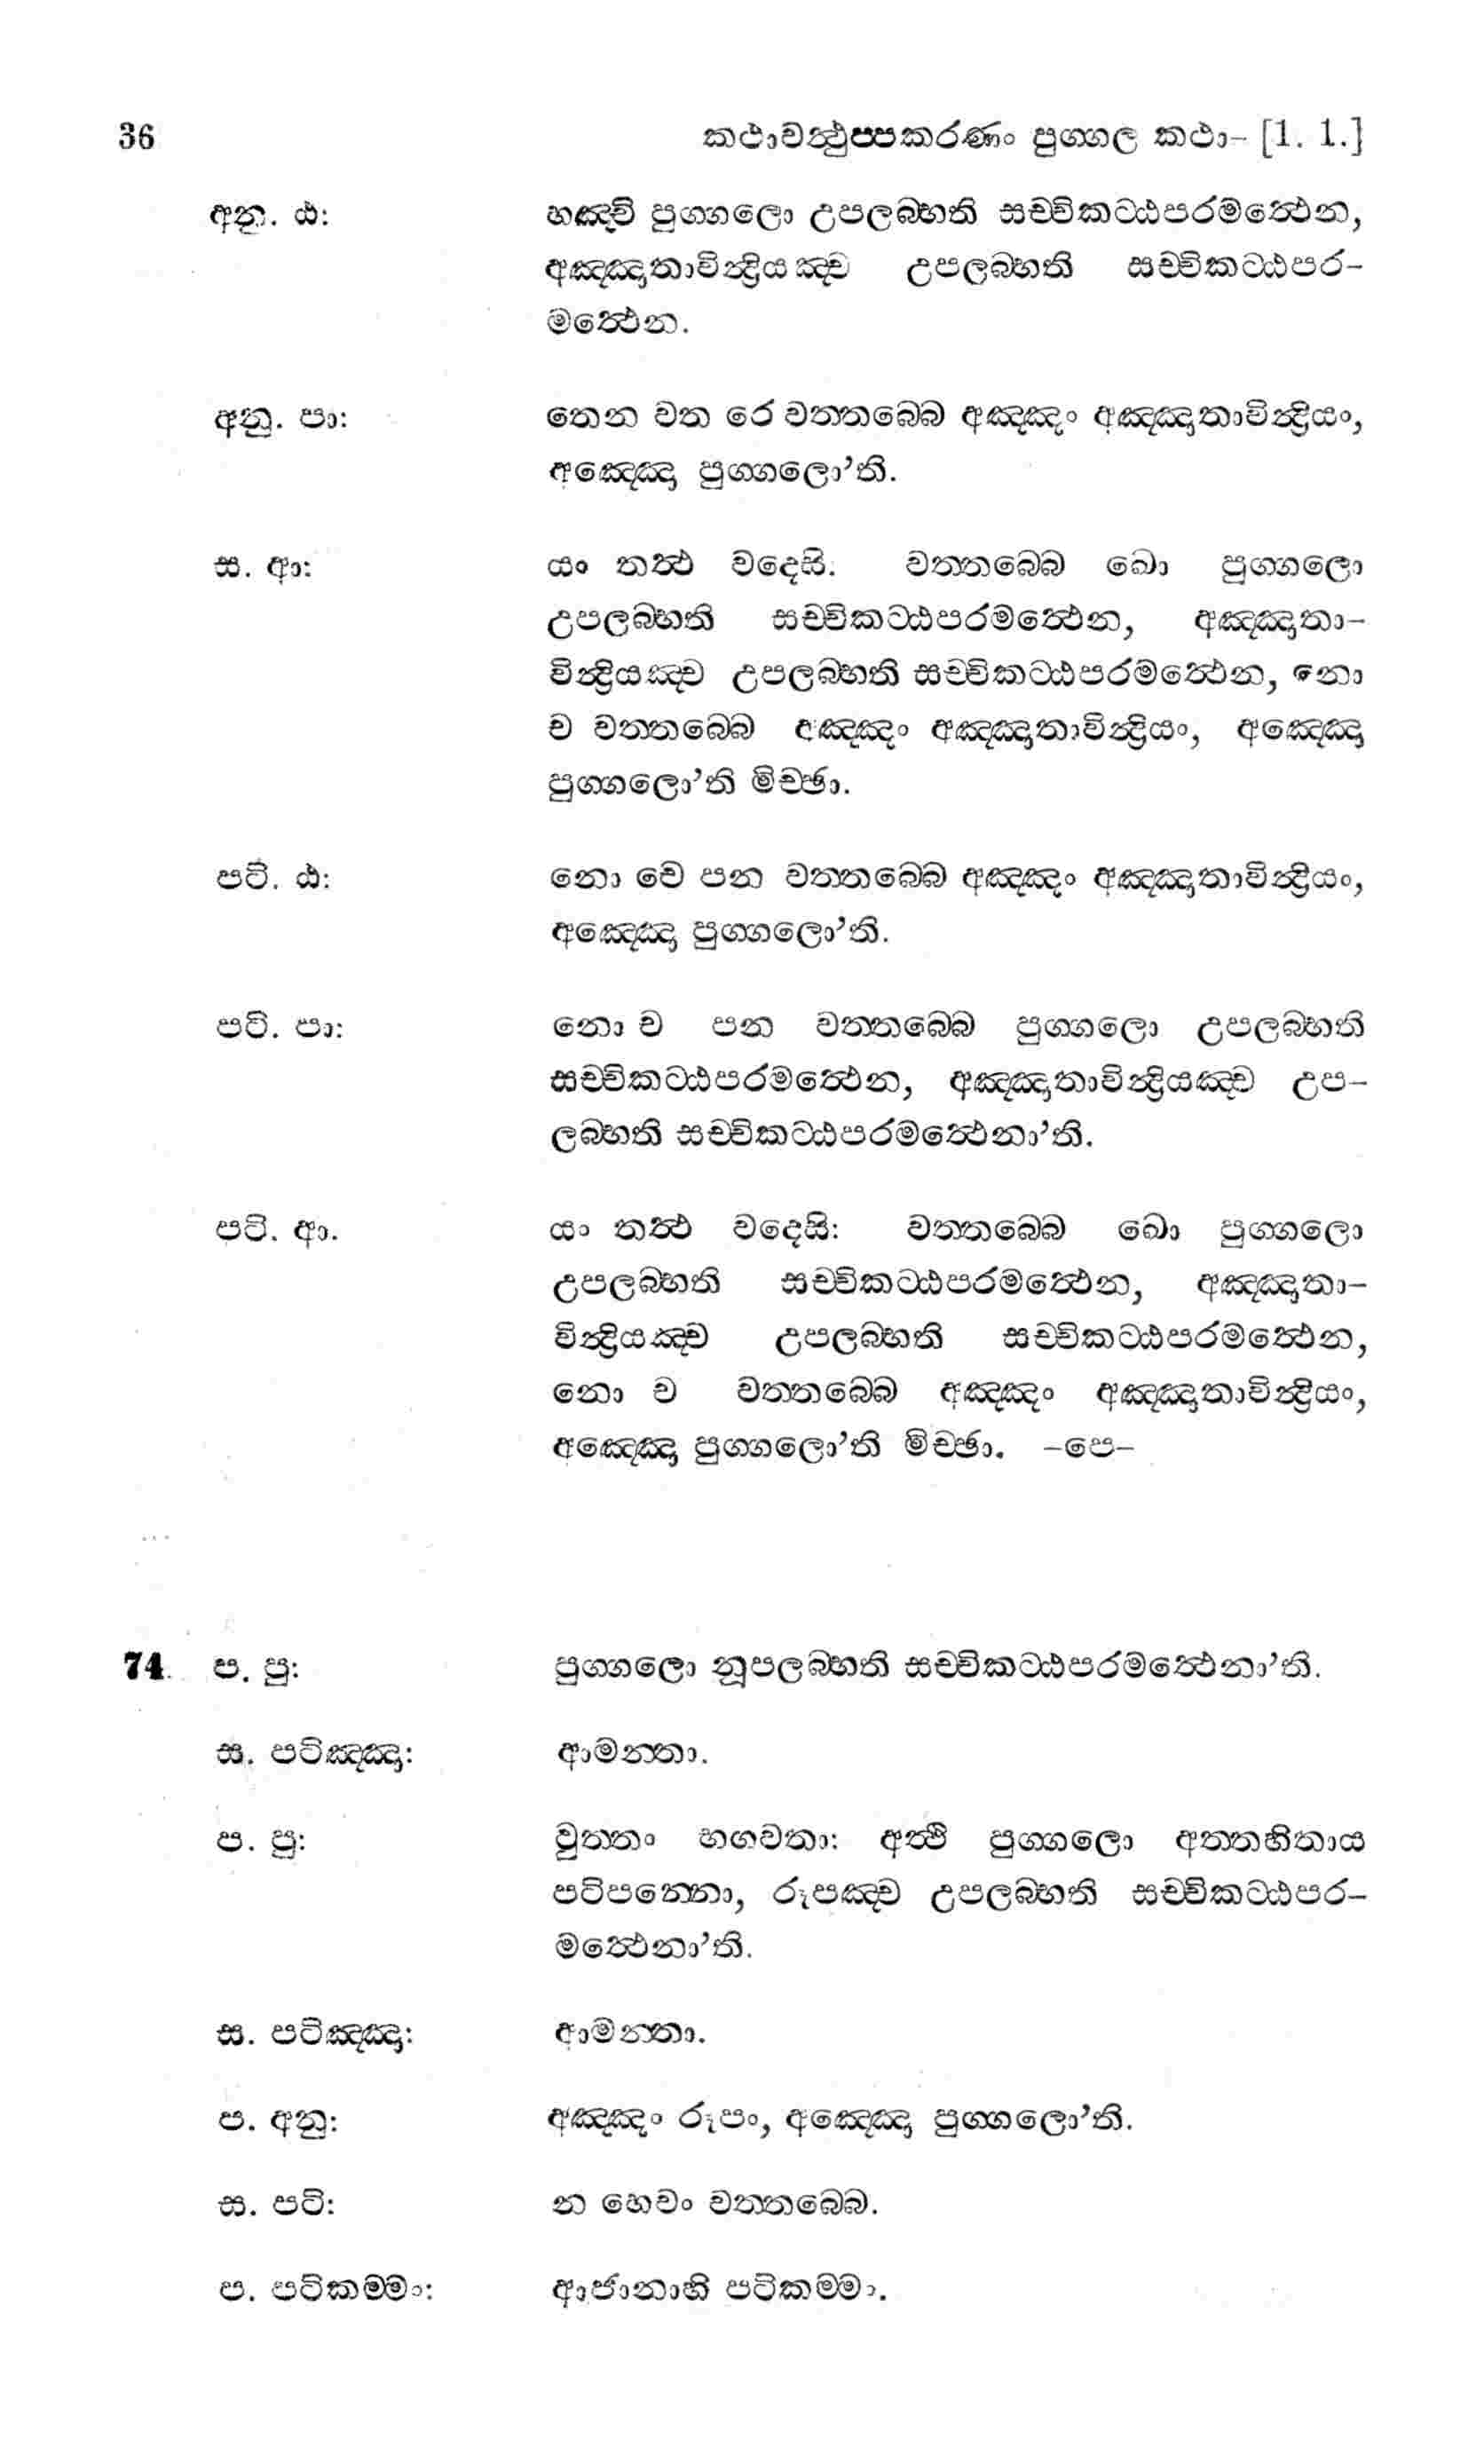 36 කථාවත්‍ථුප්පකරණං පුග්ගල කථා- [1. 1.]
අනු. ඨ: හඤ්චි පුග්ගලො උපලබ්භති සච්චිකට්ඨපරමත්‍ථෙන,
අඤ්ඤාතාවින්‍ද්‍රියඤ්ච උපලබ්භති සච්චිකට්ඨපර-
මත්‍ථෙන.
අනු. පා: තෙන වත රෙ වත්තබ්බෙ අඤ්ඤං අඤ්ඤාතාවින්‍ද්‍රියං,
අඤ්ඤො පුග්ගලො’ති.
ස. ආ: යං තත්‍ථ වදෙසි. වත්තබ්බෙ ඛො පුග්ගලො
උපලබ්භති සච්චිකට්ඨපරමත්‍ථෙන, අඤ්ඤාතා-
වින්‍ද්‍රියඤ්ච උපලබ්භති සච්චිකට්ඨපරමත්‍ථෙන, නො
ච වත්තබ්බෙ අඤ්ඤං අඤ්ඤාතාවින්‍ද්‍රියං, අඤ්ඤො
පුග්ගලො’ති මිච්ඡා.
පටි. ඨ: නො චෙ පන වත්තබ්බෙ අඤ්ඤං අඤ්ඤාතාවින්‍ද්‍රියං,
අඤ්ඤො පුග්ගලො’ති.
පටි. පා: නො ච පන වත්තබ්බෙ පුග්ගලො උපලබ්භති
සච්චිකට්ඨපරමත්‍ථෙන, අඤ්ඤාතාවින්‍ද්‍රියඤ්ච උප-
ලබ්භති සච්චිකට්ඨපරමත්‍ථෙනා’ති.
පටි. ආ. යං තත්‍ථ වදෙසි: වත්තබ්බෙ ඛො පුග්ගලො
උපලබ්භති සච්චිකට්ඨපරමත්‍ථෙන, අඤ්ඤාතා-
වින්‍ද්‍රියඤ්ච උපලබ්භති සච්චිකට්ඨපරමත්‍ථෙන,
නො ච වත්තබ්බෙ අඤ්ඤං අඤ්ඤාතාවින්‍ද්‍රියං,
අඤ්ඤො පුග්ගලො’ති මිච්ඡා. -පෙ-
74. ප. පු: පුග්ගලො නූපලබ්භති සච්චිකට්ඨපරමත්‍ථෙනා’ති.
ස. පටිඤ්ඤා: ආමන්තා.
ප. පු: වුත්තං භගවතා: අත්‍ථි පුග්ගලො අත්තහිතාය
පටිපන්නො, රූපඤ්ච උපලබ්භති සච්චිකට්ඨපර-
මත්‍ථෙනා’ති.
ස. පටිඤ්ඤා: ආමන්තා.
ප. අනු: අඤ්ඤං රූපං, අඤ්ඤො පුග්ගලො’ති.
ස. පටි: න හෙවං වත්තබ්බෙ.
ප. පටිකම්මං: ආජානාහි පටිකම්මං.